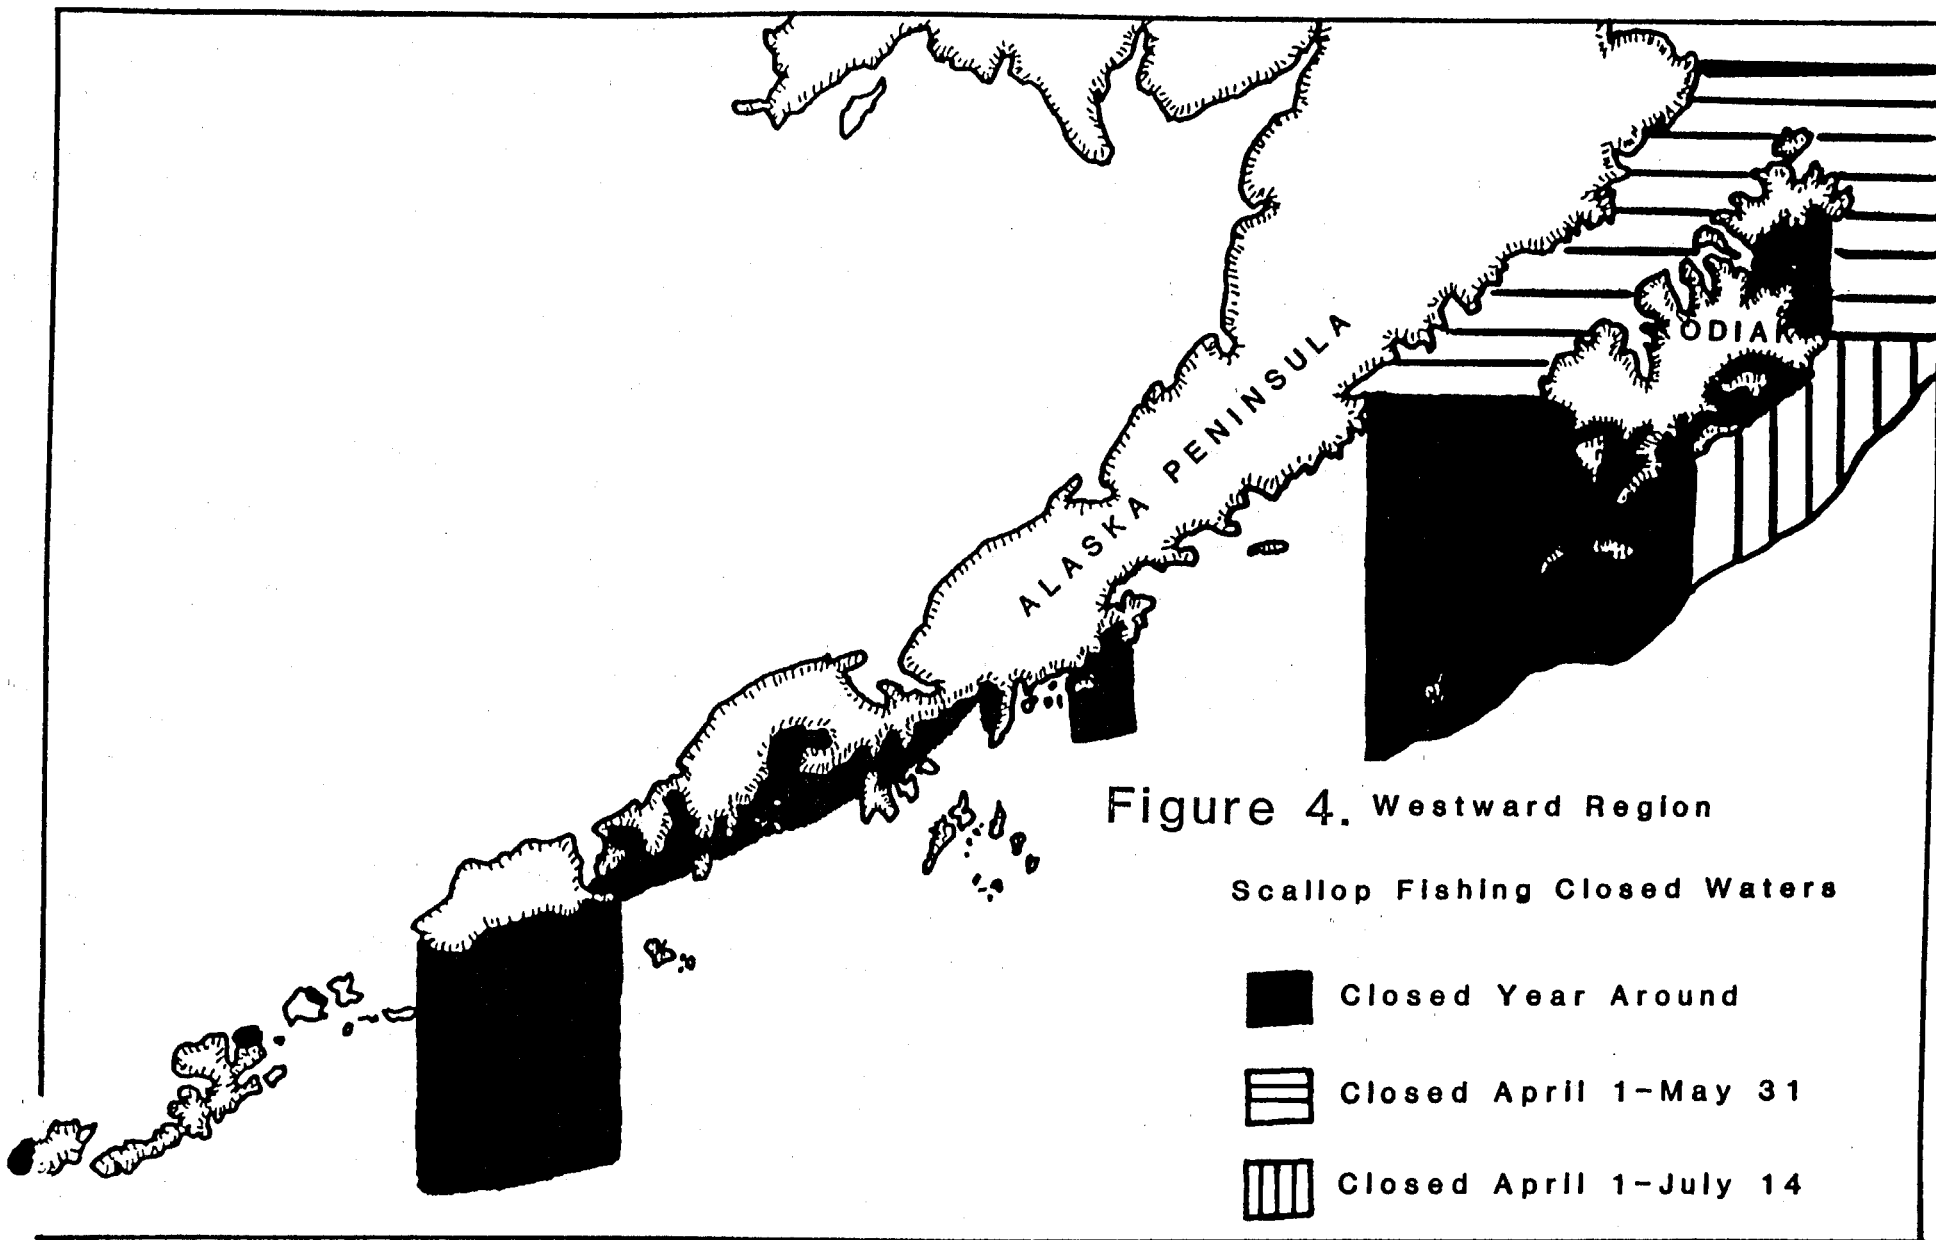 ODIAK
ALASKA PENINSULA
Figure 4. Westward Region
Scallop Fishing Closed Waters
Closed Year Around
Closed April 1-May 31
Closed April 1-July 14